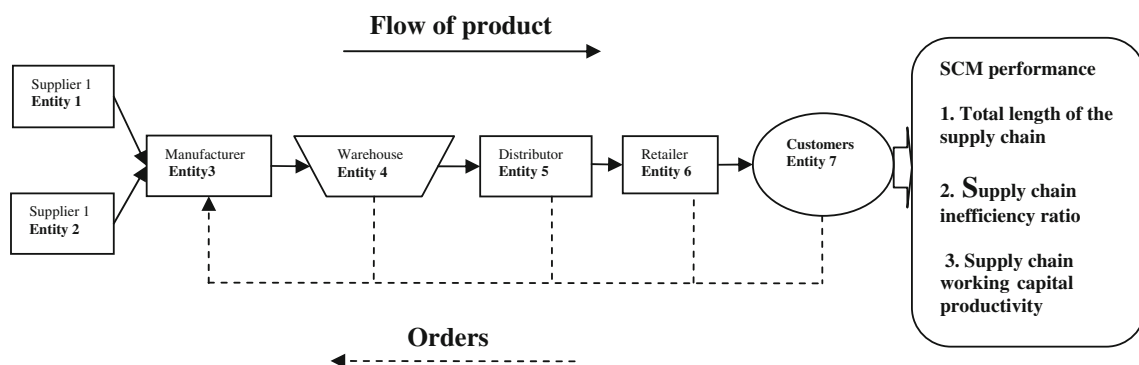 Flow of product
Supplier 1
Entity 1
Supplier 1
Entity 2
Manufacturer
Entity3
Warehouse
Entity 4
Distributor
Entity 5
Retailer
Entity 6
Customers
Entity 7
SCM performance
1. Total length of the
supply chain
2. Supply chain
inefficiency ratio
3. Supply chain
working capital
productivity
Orders